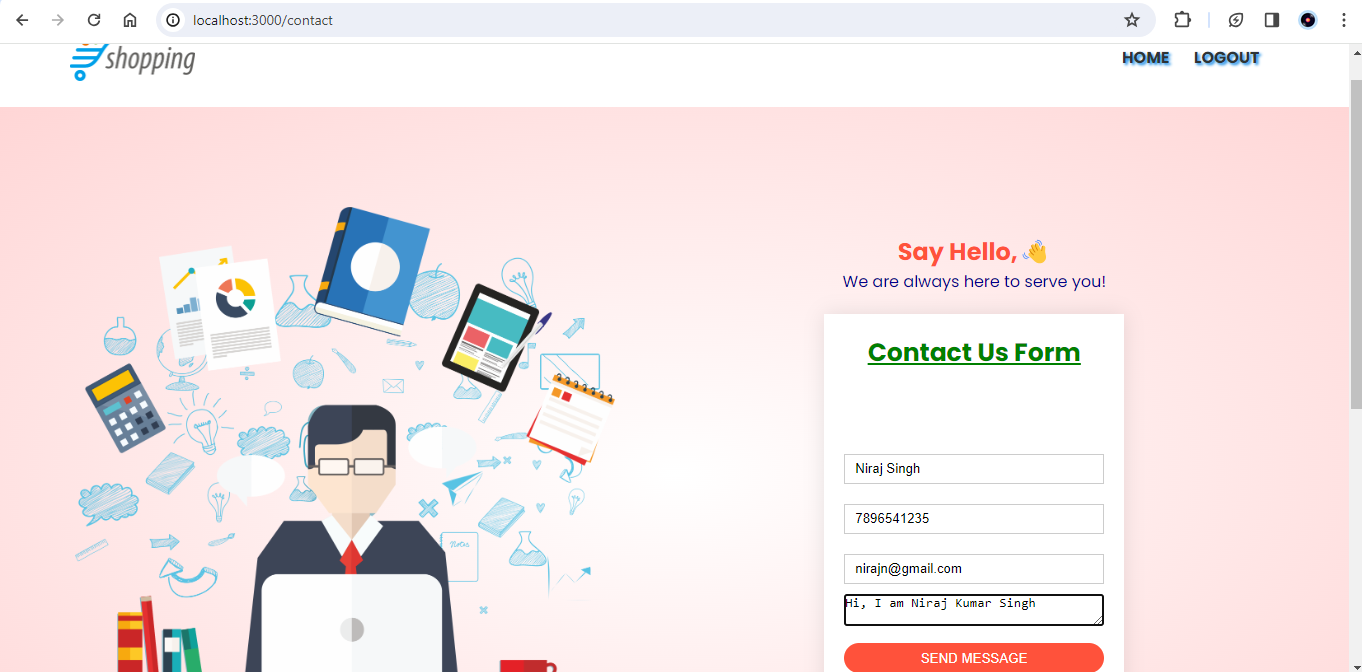 localhost:3000/contact
shopping
HOME LOGOUT
Say Hello, 👋
We are always here to serve you!
Contact Us Form
Niraj Singh
7896541235
nirajn@gmail.com
Hi, I am Niraj Kumar Singh
SEND MESSAGE
Notes